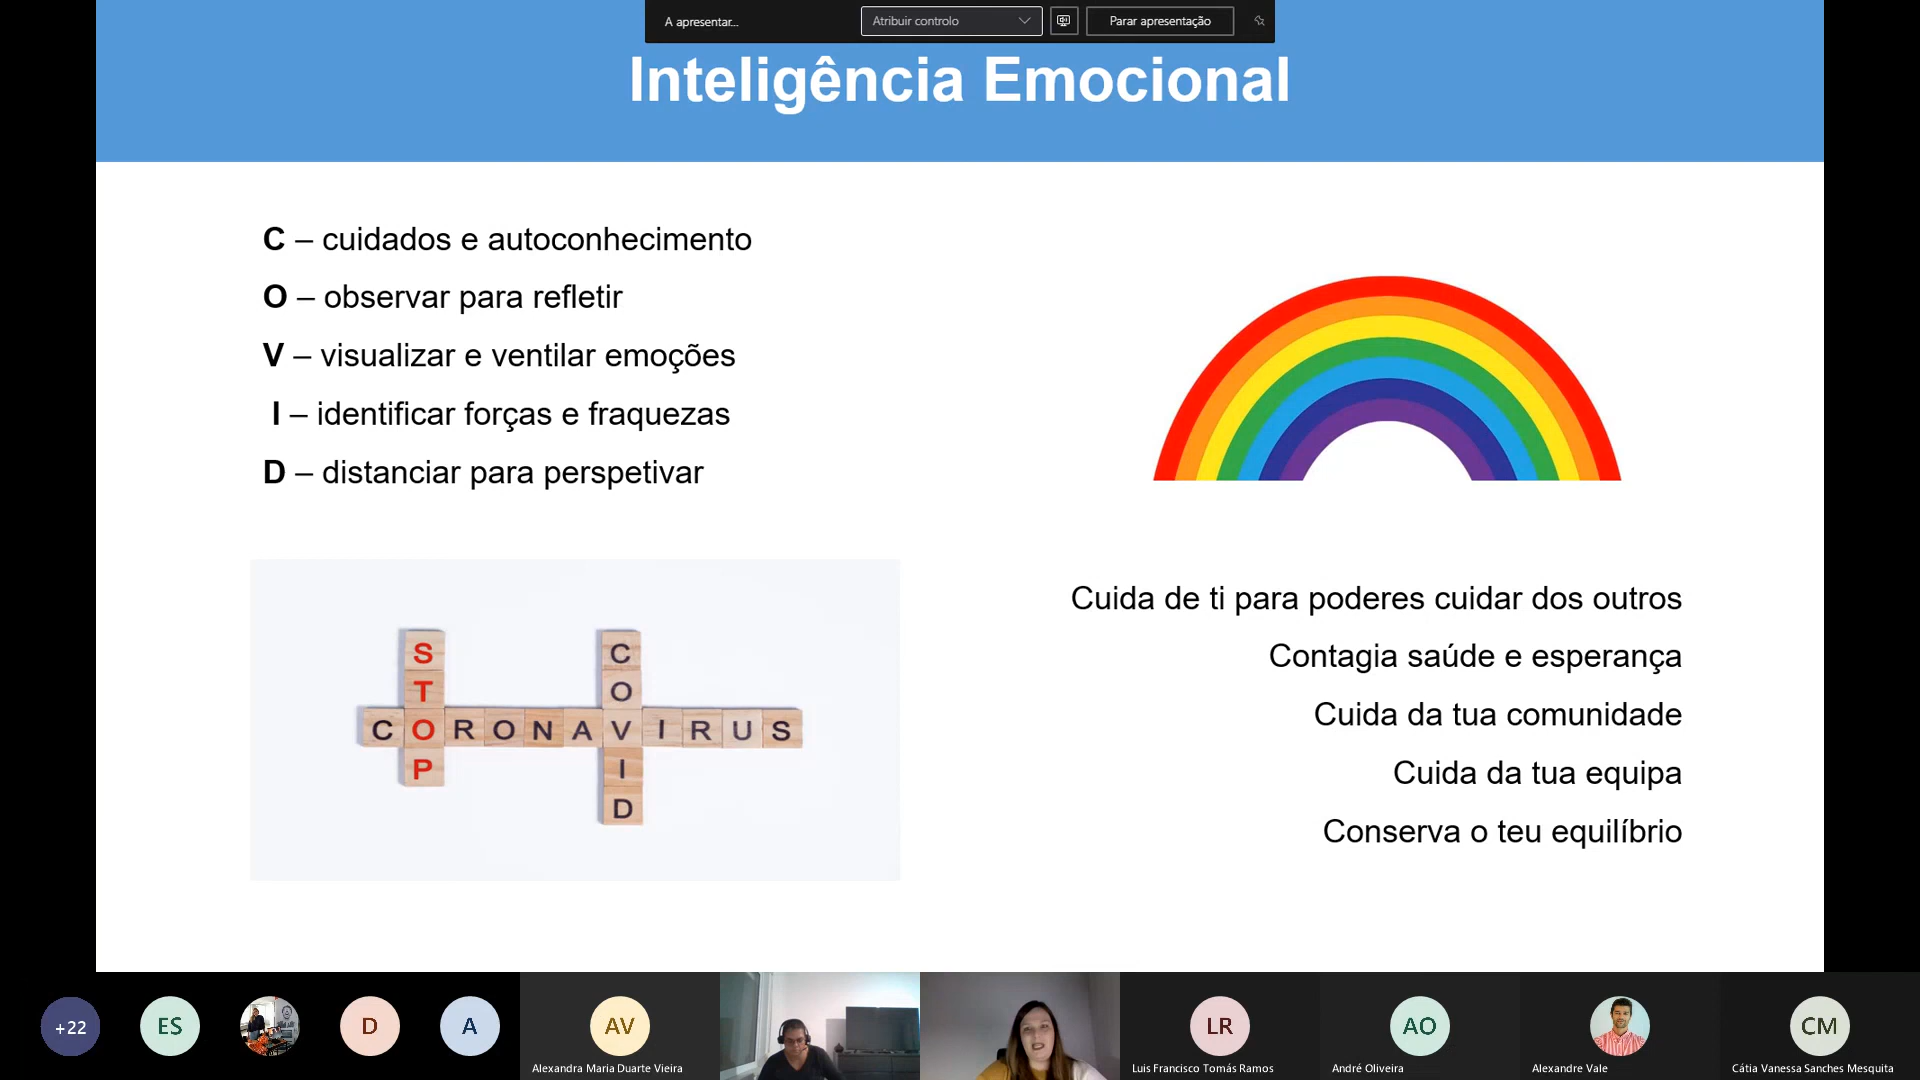 A apresentar...
Atribuir controlo
Parar apresentação
Inteligência Emocional
C – cuidados e autoconhecimento
O – observar para refletir
V – visualizar e ventilar emoções
I – identificar forças e fraquezas
D – distanciar para perspetivar
STOP
COVID
CORONAVIRUS
Cuida de ti para poderes cuidar dos outros
Contagia saúde e esperança
Cuida da tua comunidade
Cuida da tua equipa
Conserva o teu equilíbrio
+22
ES
D
A
AV
LR
AO
CM
Alexandra Maria Duarte Vieira
Luis Francisco Tomás Ramos
André Oliveira
Alexandre Vale
Cátia Vanessa Sanches Mesquita